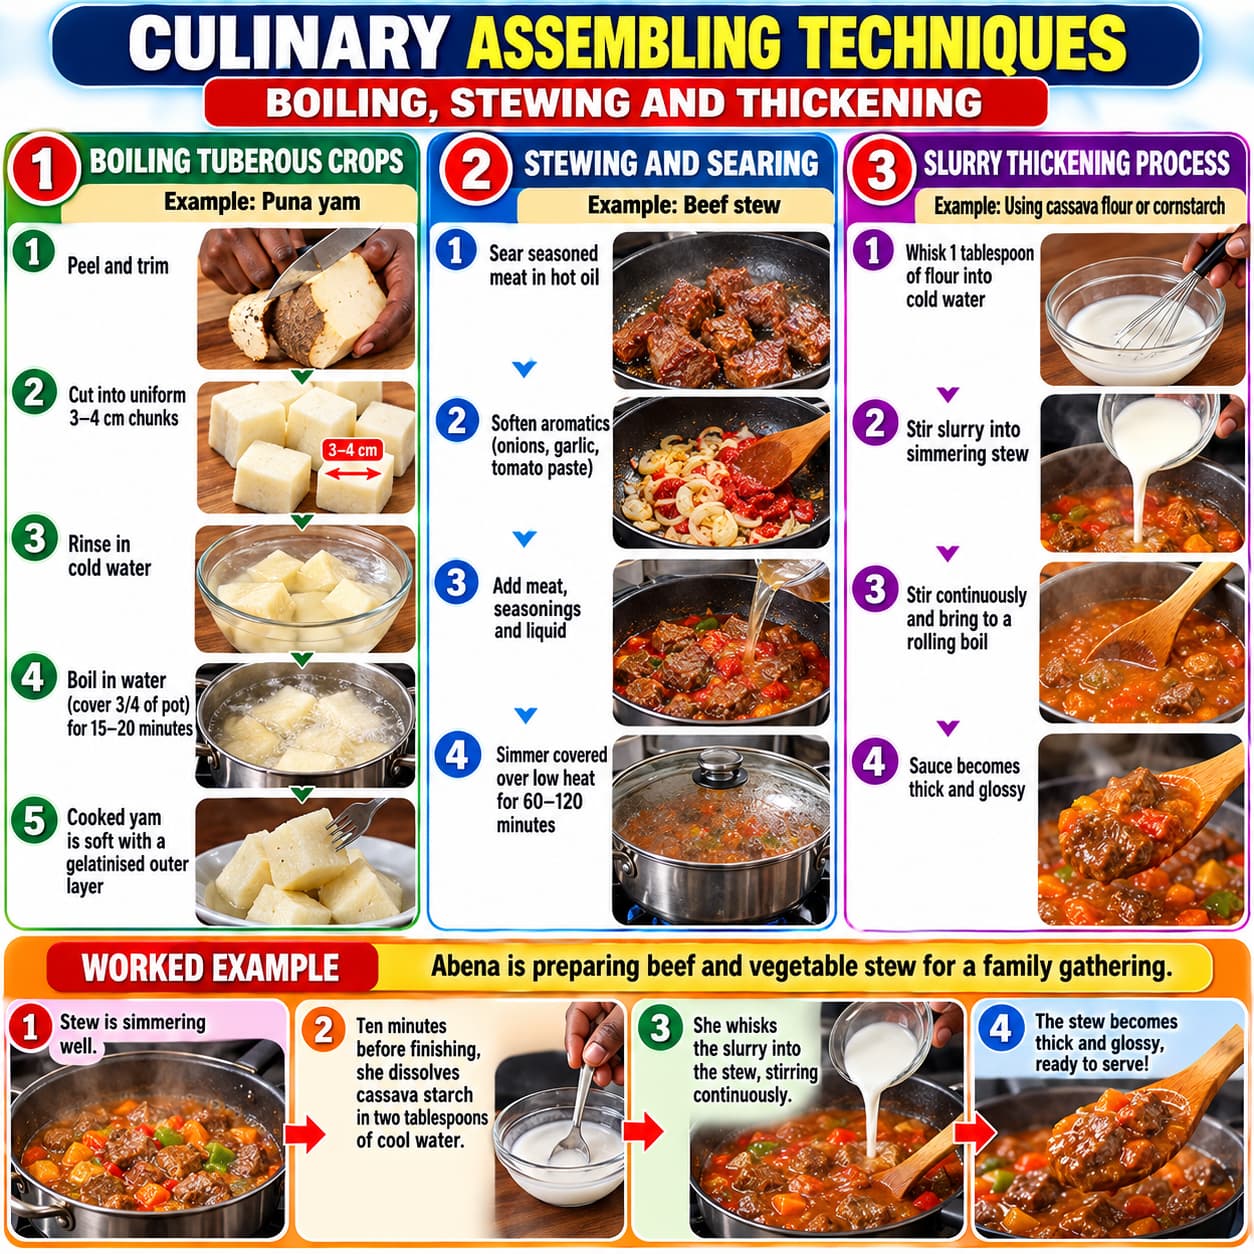 CULINARY ASSEMBLING TECHNIQUES
BOILING, STEWING AND THICKENING
1 BOILING TUBEROUS CROPS
Example: Puna yam
1 Peel and trim
2 Cut into uniform
3–4 cm chunks
3–4 cm
3 Rinse in
cold water
4 Boil in water
(cover 3/4 of pot)
for 15–20 minutes
5 Cooked yam
is soft with a
gelatinised outer
layer
2 STEWING AND SEARING
Example: Beef stew
1 Sear seasoned
meat in hot oil
2 Soften aromatics
(onions, garlic,
tomato paste)
3 Add meat,
seasonings
and liquid
4 Simmer covered
over low heat
for 60–120
minutes
3 SLURRY THICKENING PROCESS
Example: Using cassava flour or cornstarch
1 Whisk 1 tablespoon
of flour into
cold water
2 Stir slurry into
simmering stew
3 Stir continuously
and bring to a
rolling boil
4 Sauce becomes
thick and glossy
WORKED EXAMPLE
Abena is preparing beef and vegetable stew for a family gathering.
1 Stew is simmering
well.
2 Ten minutes
before finishing,
she dissolves
cassava starch
in two tablespoons
of cool water.
3 She whisks
the slurry into
the stew, stirring
continuously.
4 The stew becomes
thick and glossy,
ready to serve!